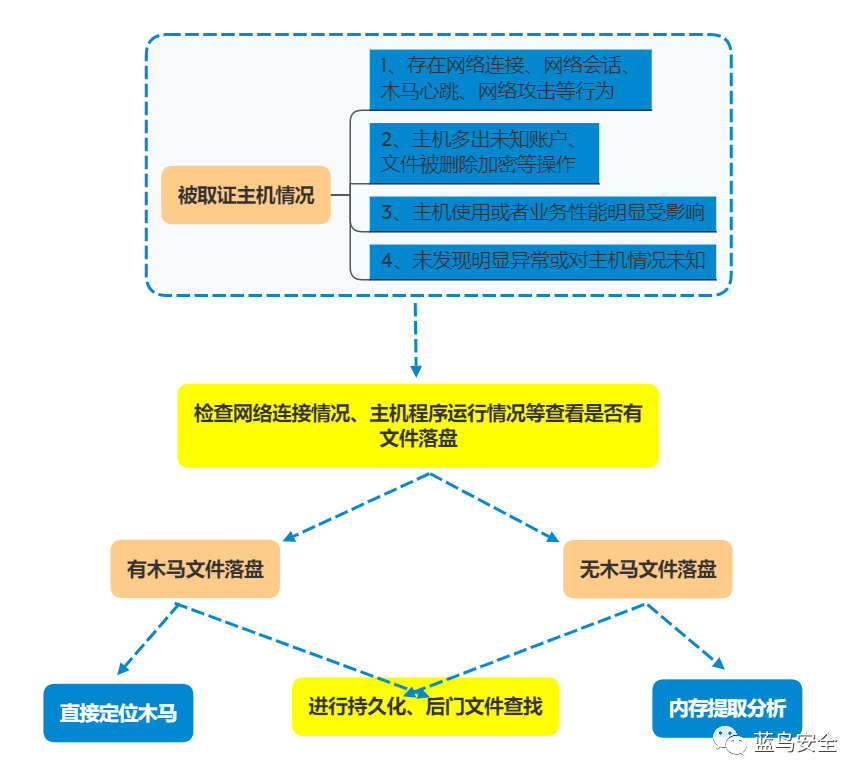 1、存在网络连接、网络会话、
木马心跳、网络攻击等行为
2、主机多出未知账户、
文件被删除加密等操作
被取证主机情况
3、主机使用或者业务性能明显受影响
4、未发现明显异常或对主机情况未知
检查网络连接情况、主机程序运行情况等查看是否有
文件落盘
有木马文件落盘
无木马文件落盘
直接定位木马
进行持久化、后门文件查找
内存提取分析
蓝鸟安全